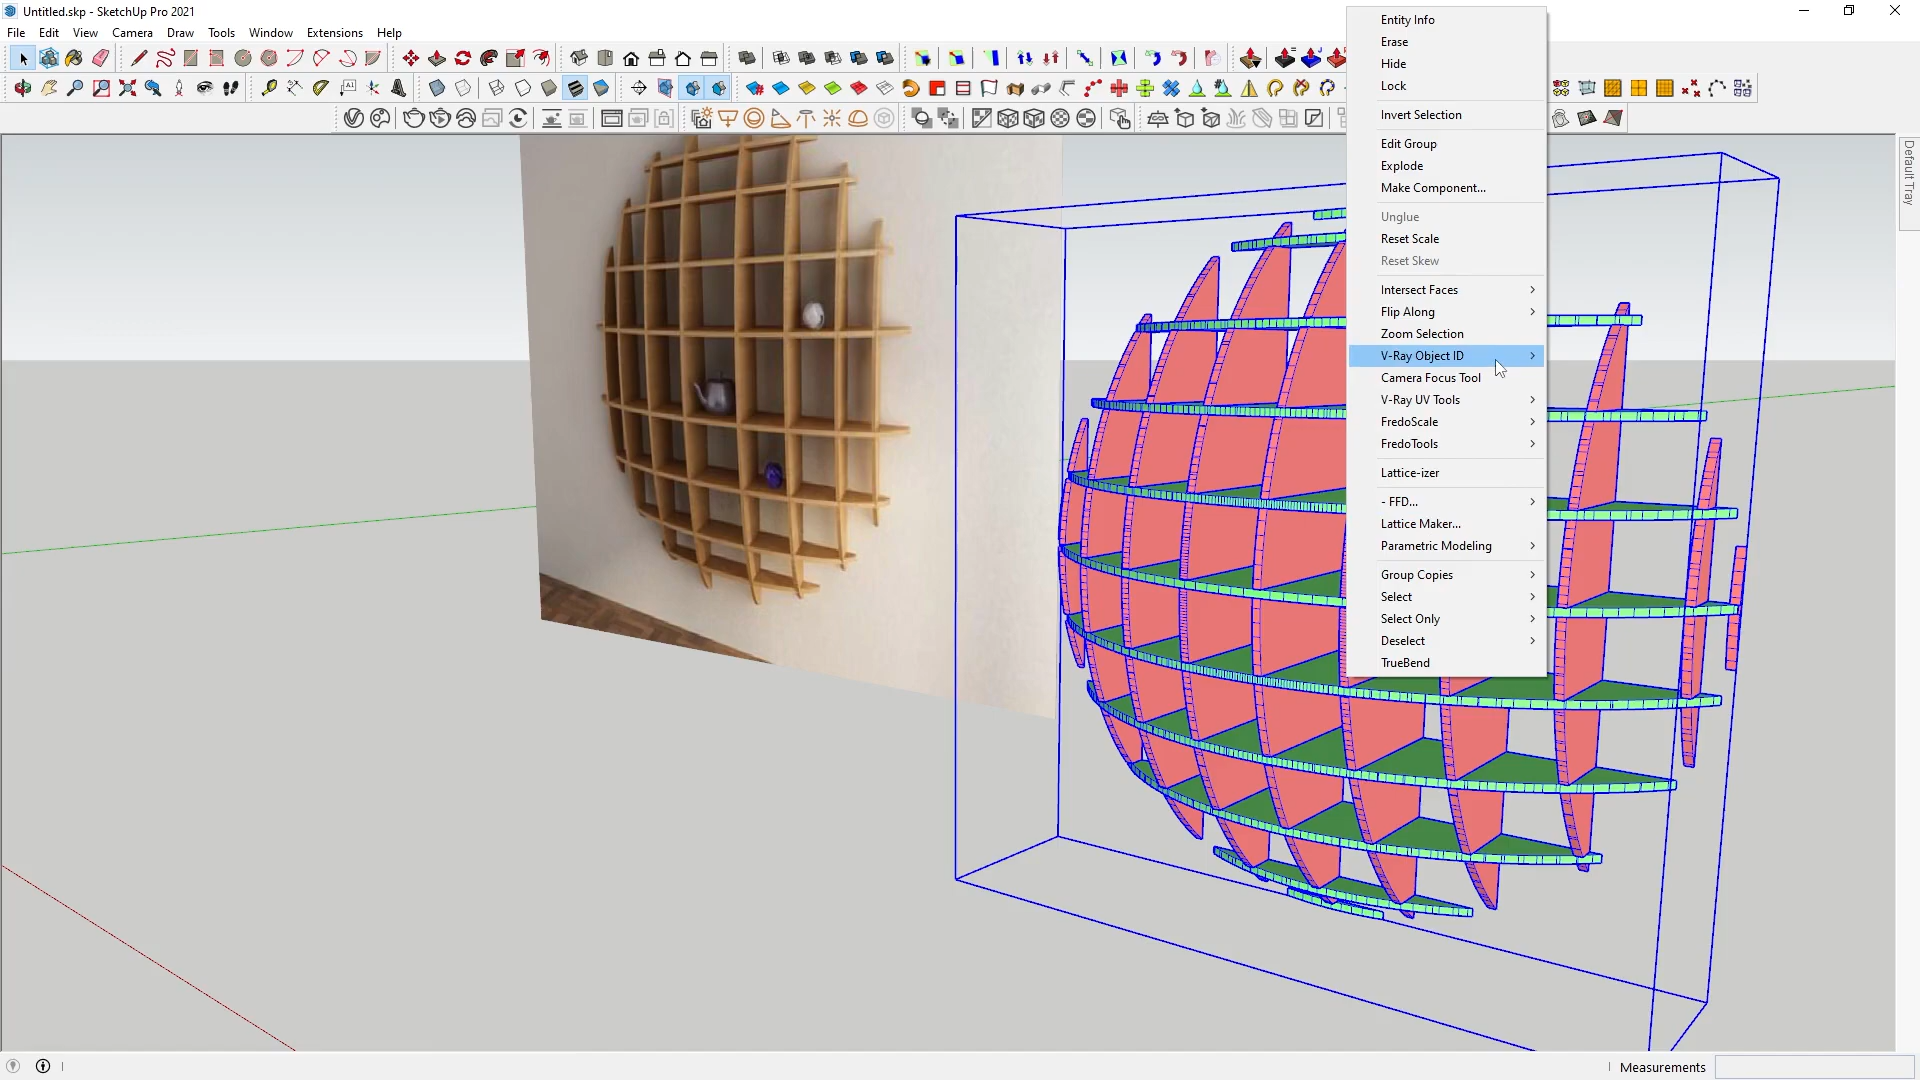 Untitled.skp - SketchUp Pro 2021
File Edit View Camera Draw Tools Window Extensions Help
Entity Info
Erase
Hide
Lock
Invert Selection
Edit Group
Explode
Make Component...
Unglue
Reset Scale
Reset Skew
Intersect Faces
Flip Along
Zoom Selection
V-Ray Object ID
Camera Focus Tool
V-Ray UV Tools
FredoScale
FredoTools
Lattice-izer
- FFD...
Lattice Maker...
Parametric Modeling
Group Copies
Select
Select Only
Deselect
TrueBend
Default Tray
Measurements